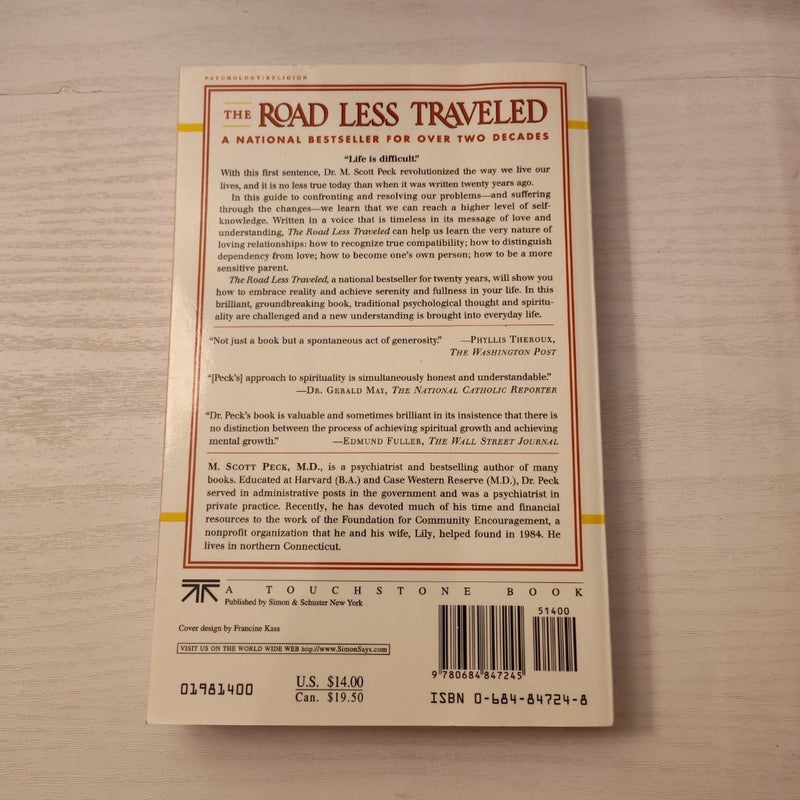 PSYCHOLOGY/RELIGION
THE ROAD LESS TRAVELED
A NATIONAL BESTSELLER FOR OVER TWO DECADES
“Life is difficult.”
With this first sentence, Dr. M. Scott Peck revolutionized the way we live our
lives, and it is no less true today than when it was written twenty years ago.
In this guide to confronting and resolving our problems—and suffering
through the changes—we learn that we can reach a higher level of self-
knowledge. Written in a voice that is timeless in its message of love and
understanding, The Road Less Traveled can help us learn the very nature of
loving relationships: how to recognize true compatibility; how to distinguish
dependency from love; how to become one's own person; how to be a more
sensitive parent.
The Road Less Traveled, a national bestseller for twenty years, will show you
how to embrace reality and achieve serenity and fullness in your life. In this
brilliant, groundbreaking book, traditional psychological thought and spiritu-
ality are challenged and a new understanding is brought into everyday life.
“Not just a book but a spontaneous act of generosity.” —PHYLLIS THEROUX,
THE WASHINGTON POST
“[Peck's] approach to spirituality is simultaneously honest and understandable.”
—DR. GERALD MAY, THE NATIONAL CATHOLIC REPORTER
“Dr. Peck's book is valuable and sometimes brilliant in its insistence that there is
no distinction between the process of achieving spiritual growth and achieving
mental growth.” —EDMUND FULLER, THE WALL STREET JOURNAL
M. SCOTT PECK, M.D., is a psychiatrist and bestselling author of many
books. Educated at Harvard (B.A.) and Case Western Reserve (M.D.), Dr. Peck
served in administrative posts in the government and was a psychiatrist in
private practice. Recently, he has devoted much of his time and financial
resources to the work of the Foundation for Community Encouragement, a
nonprofit organization that he and his wife, Lily, helped found in 1984. He
lives in northern Connecticut.
A TOUCHSTONE BOOK
Published by Simon & Schuster New York
Cover design by Francine Kass
VISIT US ON THE WORLD WIDE WEB http://www.SimonSays.com
01981400
U.S. $14.00
Can. $19.50
51400
9 780684 847245
ISBN 0-684-84724-8